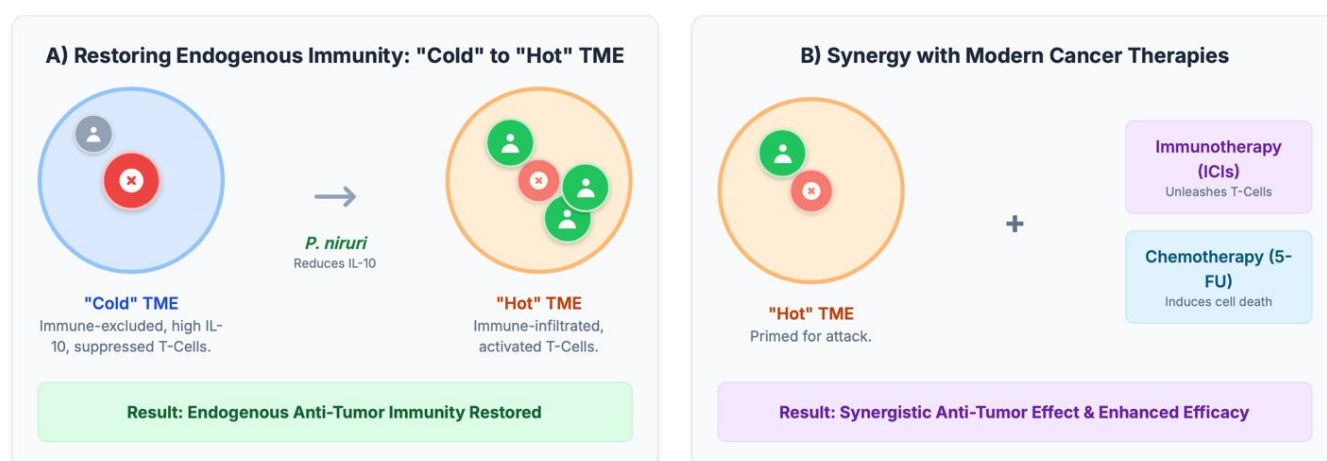 A) Restoring Endogenous Immunity: "Cold" to "Hot" TME
P. niruri
Reduces IL-10
"Cold" TME
Immune-excluded, high IL-
10, suppressed T-Cells.
"Hot" TME
Immune-infiltrated,
activated T-Cells.
Result: Endogenous Anti-Tumor Immunity Restored
B) Synergy with Modern Cancer Therapies
"Hot" TME
Primed for attack.
+
Immunotherapy
(ICIs)
Unleashes T-Cells
Chemotherapy (5-
FU)
Induces cell death
Result: Synergistic Anti-Tumor Effect & Enhanced Efficacy